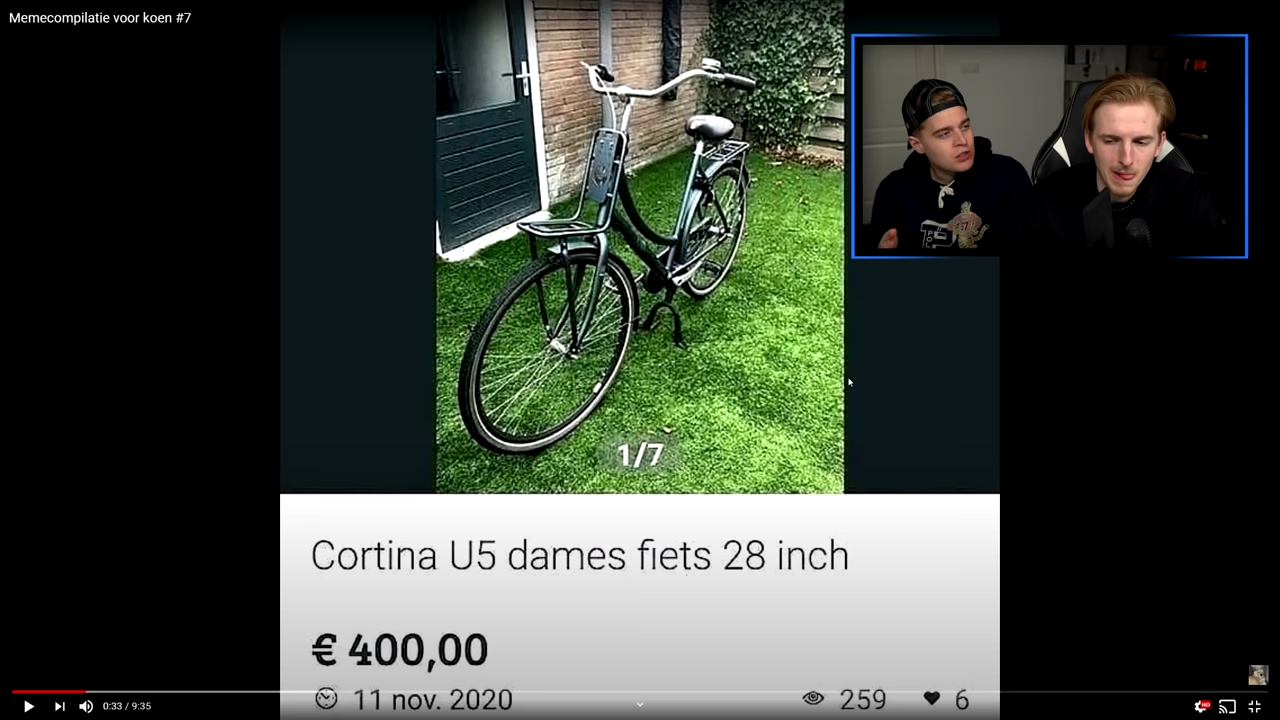 Memecompilatie voor koen #7
1/7
Cortina U5 dames fiets 28 inch
€ 400,00
11 nov. 2020
259
6
0:33 / 9:35
HD